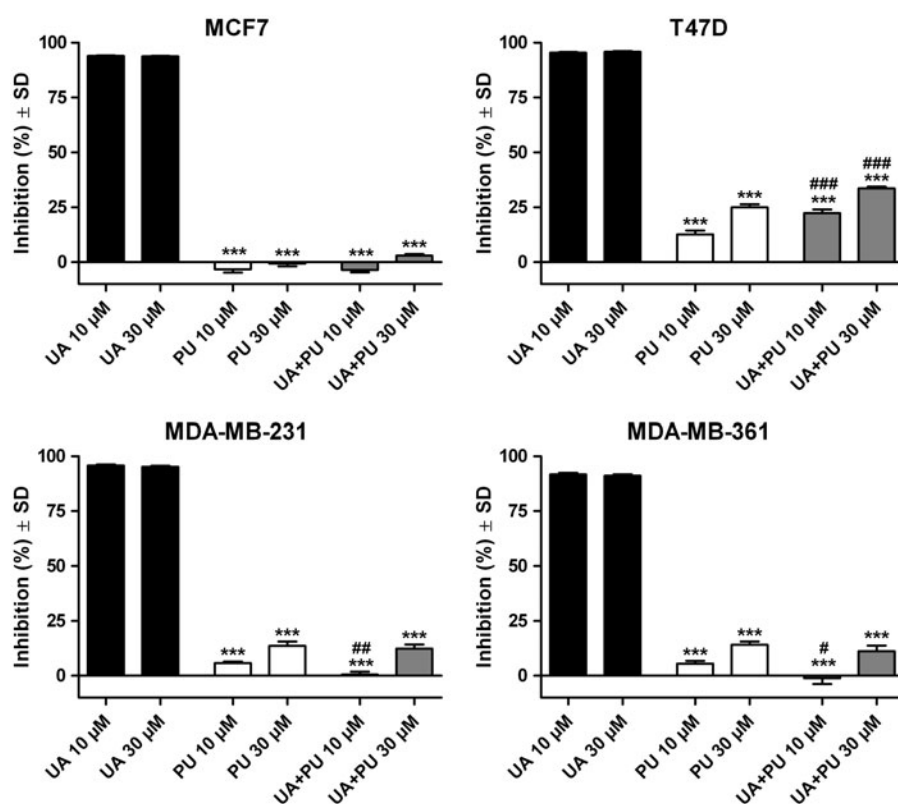 MCF7
Inhibition (%) ± SD
100
75
50
25
0
***
***
***
***
UA 10 µM
UA 30 µM
PU 10 µM
PU 30 µM
UA+PU 10 µM
UA+PU 30 µM
T47D
Inhibition (%) ± SD
100
75
50
25
0
***
***
###
***
###
***
UA 10 µM
UA 30 µM
PU 10 µM
PU 30 µM
UA+PU 10 µM
UA+PU 30 µM
MDA-MB-231
Inhibition (%) ± SD
100
75
50
25
0
***
***
##
***
***
UA 10 µM
UA 30 µM
PU 10 µM
PU 30 µM
UA+PU 10 µM
UA+PU 30 µM
MDA-MB-361
Inhibition (%) ± SD
100
75
50
25
0
***
***
#
***
***
UA 10 µM
UA 30 µM
PU 10 µM
PU 30 µM
UA+PU 10 µM
UA+PU 30 µM